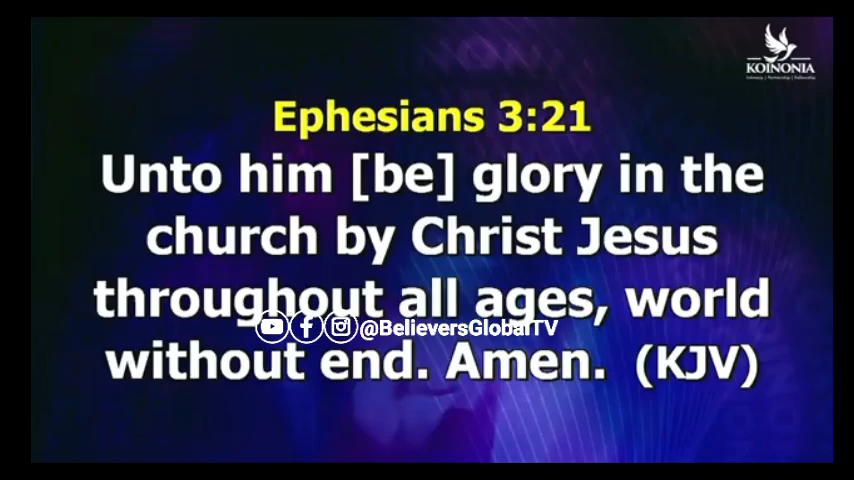 KOINONIA
Ephesians 3:21
Unto him [be] glory in the
church by Christ Jesus
throughout all ages, world
@BelieversGlobalTV
without end. Amen. (KJV)